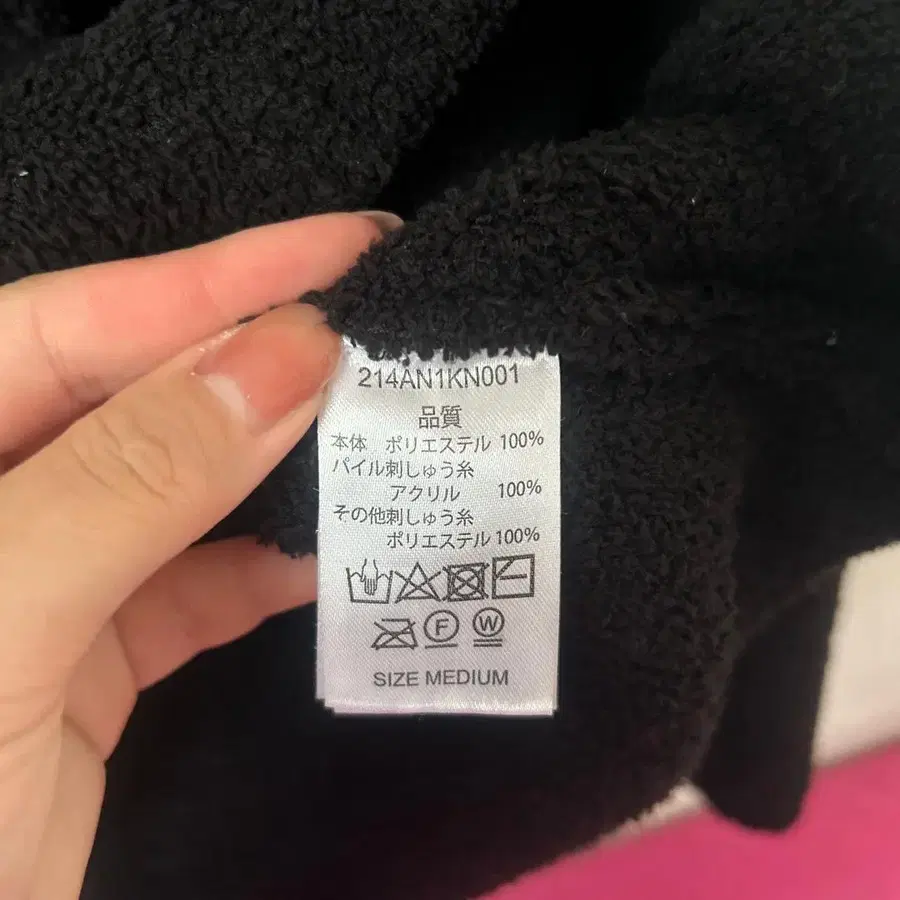 214AN1KN001
品質
本体 ポリエステル 100%
パイル刺しゅう糸
アクリル 100%
その他刺しゅう糸
ポリエステル 100%
F W
SIZE MEDIUM